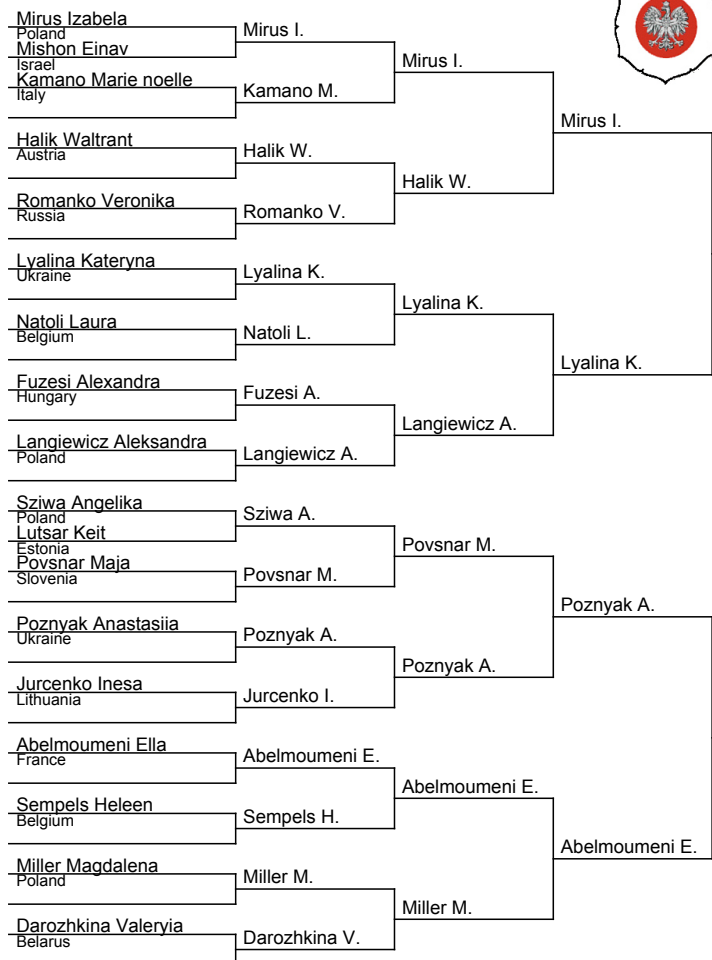 Mirus Izabela
Poland
Mishon Einav
Israel
Kamano Marie noelle
Italy
Halik Waltrant
Austria
Romanko Veronika
Russia
Lyalina Kateryna
Ukraine
Natoli Laura
Belgium
Fuzesi Alexandra
Hungary
Langiewicz Aleksandra
Poland
Sziwa Angelika
Poland
Lutsar Keit
Estonia
Povsnar Maja
Slovenia
Poznyak Anastasiia
Ukraine
Jurcenko Inesa
Lithuania
Abelmoumeni Ella
France
Sempels Heleen
Belgium
Miller Magdalena
Poland
Darozhkina Valeryia
Belarus
Mirus I.
Kamano M.
Halik W.
Romanko V.
Lyalina K.
Natoli L.
Fuzesi A.
Langiewicz A.
Sziwa A.
Povsnar M.
Poznyak A.
Jurcenko I.
Abelmoumeni E.
Sempels H.
Miller M.
Darozhkina V.
Mirus I.
Halik W.
Lyalina K.
Langiewicz A.
Povsnar M.
Poznyak A.
Abelmoumeni E.
Miller M.
Mirus I.
Lyalina K.
Poznyak A.
Abelmoumeni E.